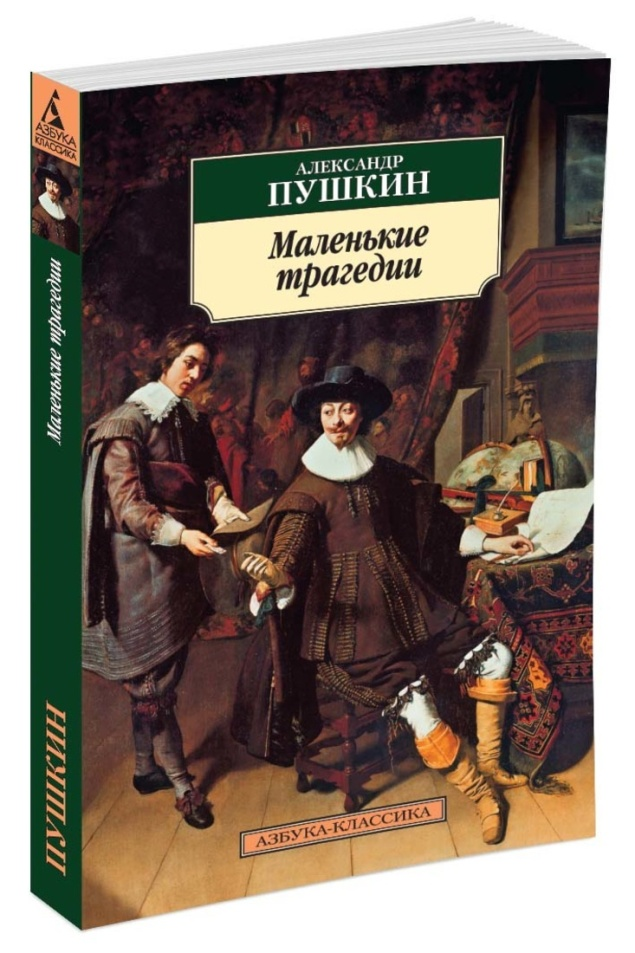 АЛЕКСАНДР
ПУШКИН
Маленькие
трагедии
АЗБУКА-КЛАССИКА
АЗБУКА
КЛАССИКА
Маленькие трагедии
ПУШКИН